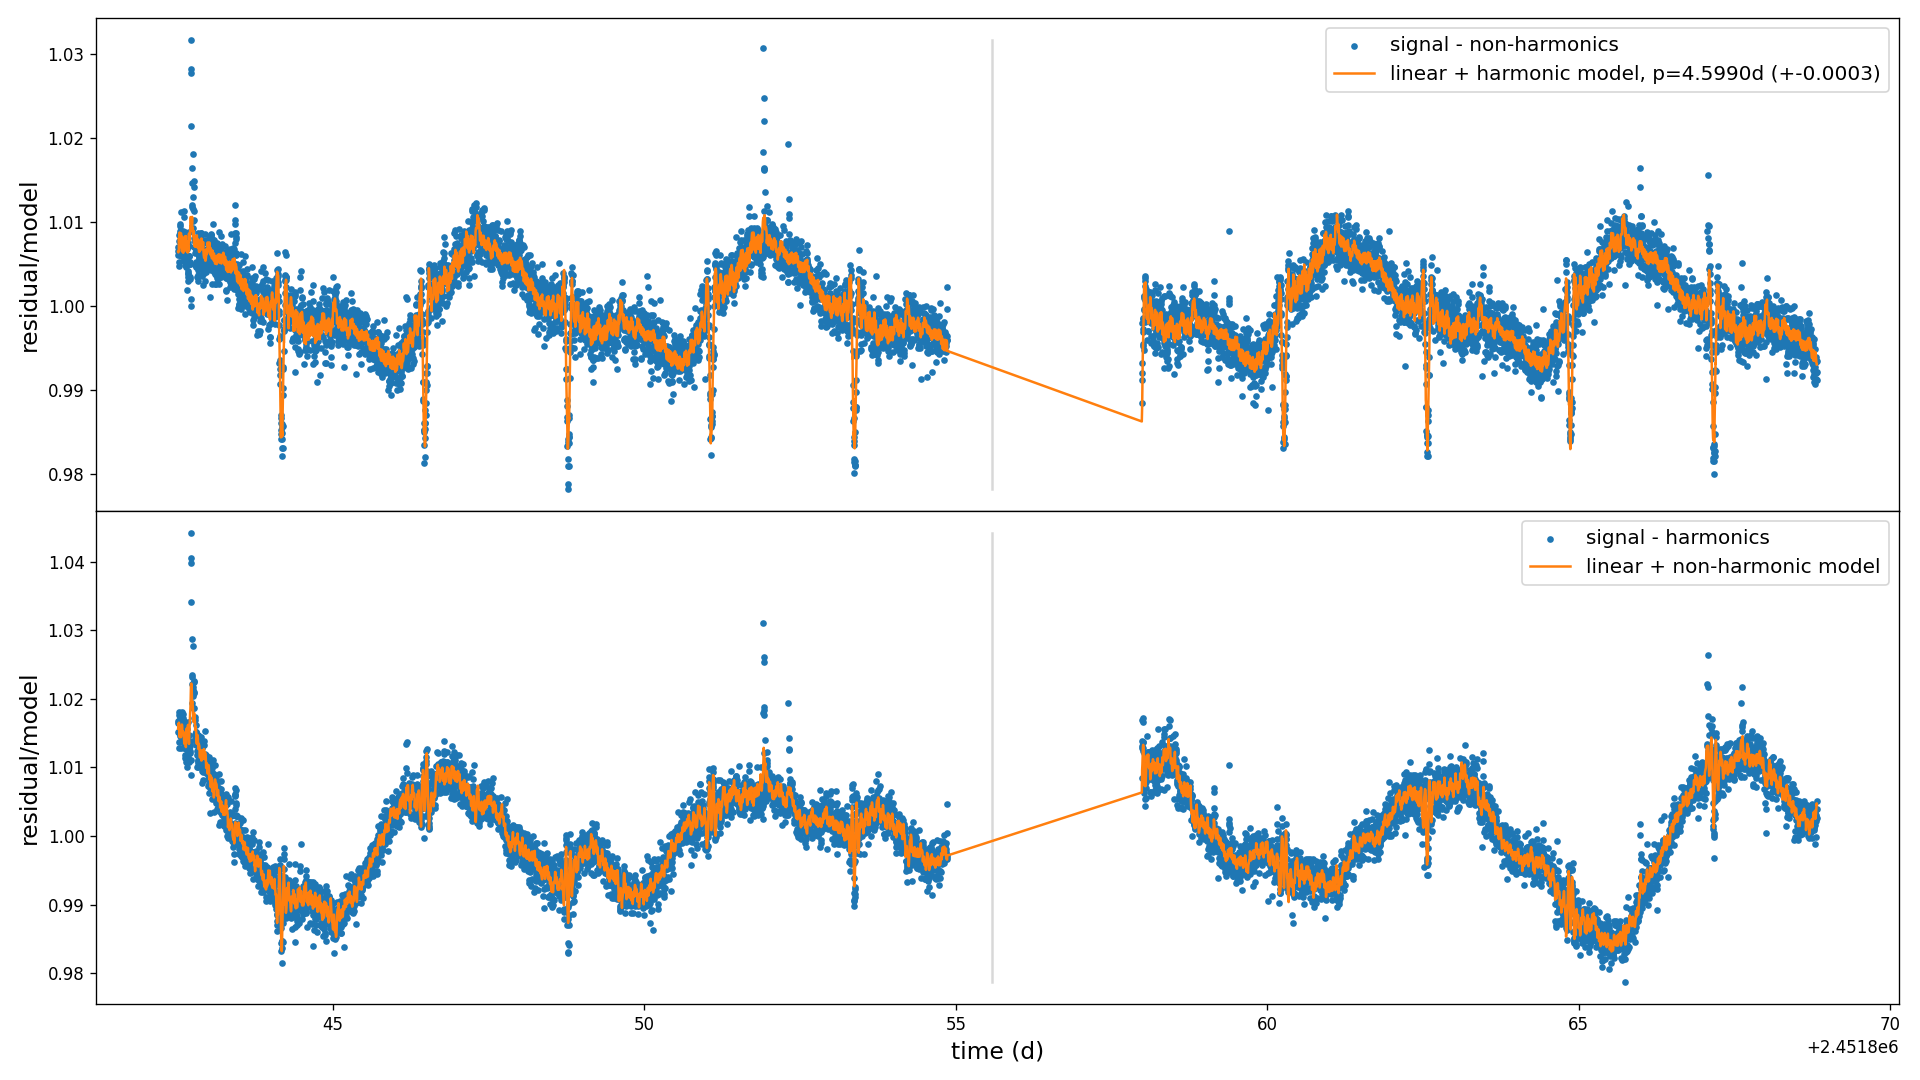 signal - non-harmonics
linear + harmonic model, p=4.5990d (+-0.0003)
1.03
1.02
1.01
1.00
0.99
0.98
residual/model
signal - harmonics
linear + non-harmonic model
1.04
1.03
1.02
1.01
1.00
0.99
0.98
residual/model
45 50 55 60 65 70
time (d)
+2.4518e6